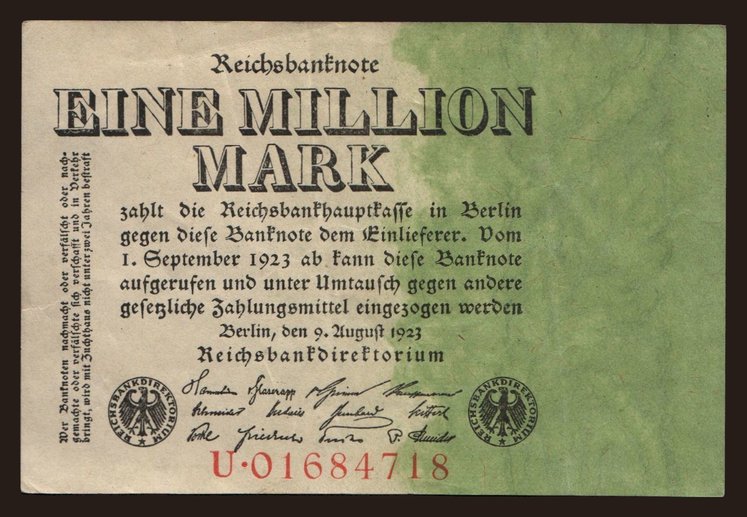 Reichsbanknote
EINE MILLION
MARK
zahlt die Reichsbankhauptkasse in Berlin
gegen diese Banknote dem Einlieferer. Vom
1. September 1923 ab kann diese Banknote
aufgerufen und unter Umtausch gegen andere
gesetzliche Zahlungsmittel eingezogen werden
Berlin, den 9. August 1923
Reichsbankdirektorium
REICHSBANKDIREKTORIUM
REICHSBANKDIREKTORIUM
U·01684718
Wer Banknoten nachmacht oder verfälscht oder nach-
gemachte oder verfälschte sich verschafft und in Verkehr
bringt, wird mit Zuchthaus nicht unter zwei Jahren bestraft